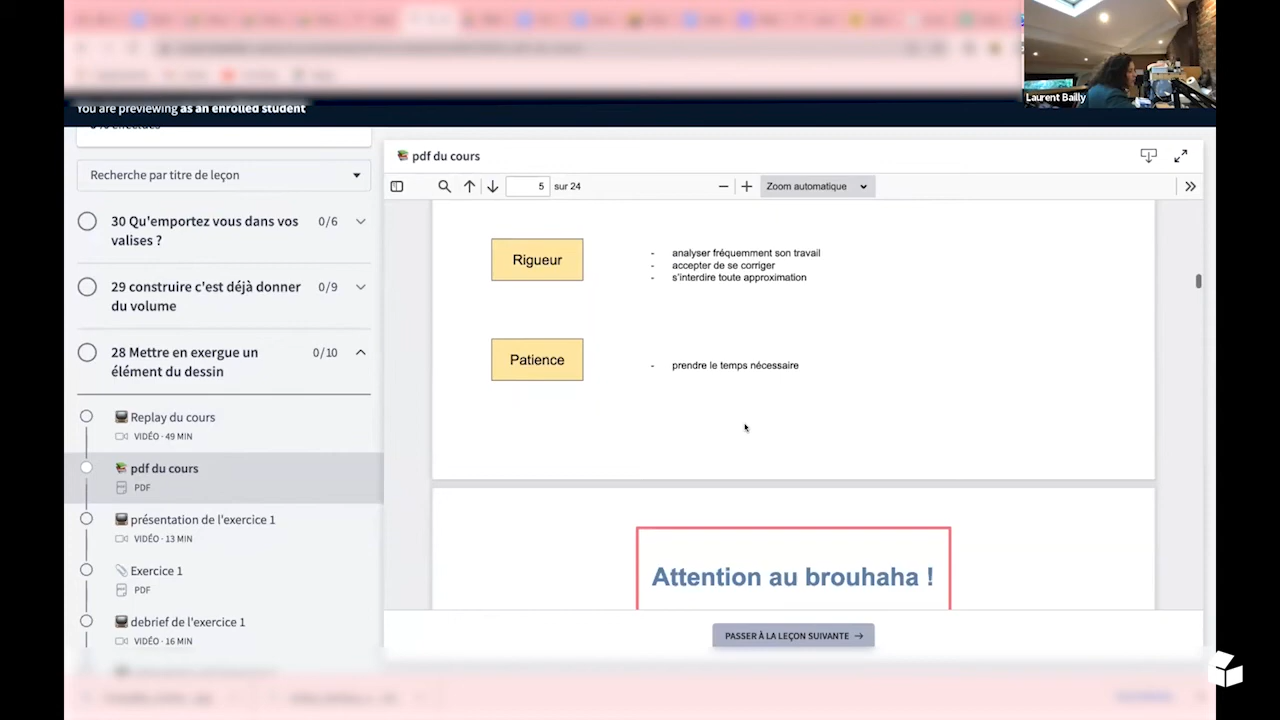 Laurent Bailly
You are previewing as an enrolled student
Recherche par titre de leçon
30 Qu'emportez vous dans vos
valises ?
0/6
29 construire c'est déjà donner
du volume
0/9
28 Mettre en exergue un
élément du dessin
0/10
Replay du cours
VIDÉO · 49 MIN
pdf du cours
PDF
présentation de l'exercice 1
VIDÉO · 13 MIN
Exercice 1
PDF
debrief de l'exercice 1
VIDÉO · 16 MIN
pdf du cours
5 sur 24
Zoom automatique
Rigueur
- analyser fréquemment son travail
- accepter de se corriger
- s'interdire toute approximation
Patience
- prendre le temps nécessaire
Attention au brouhaha !
PASSER À LA LEÇON SUIVANTE →